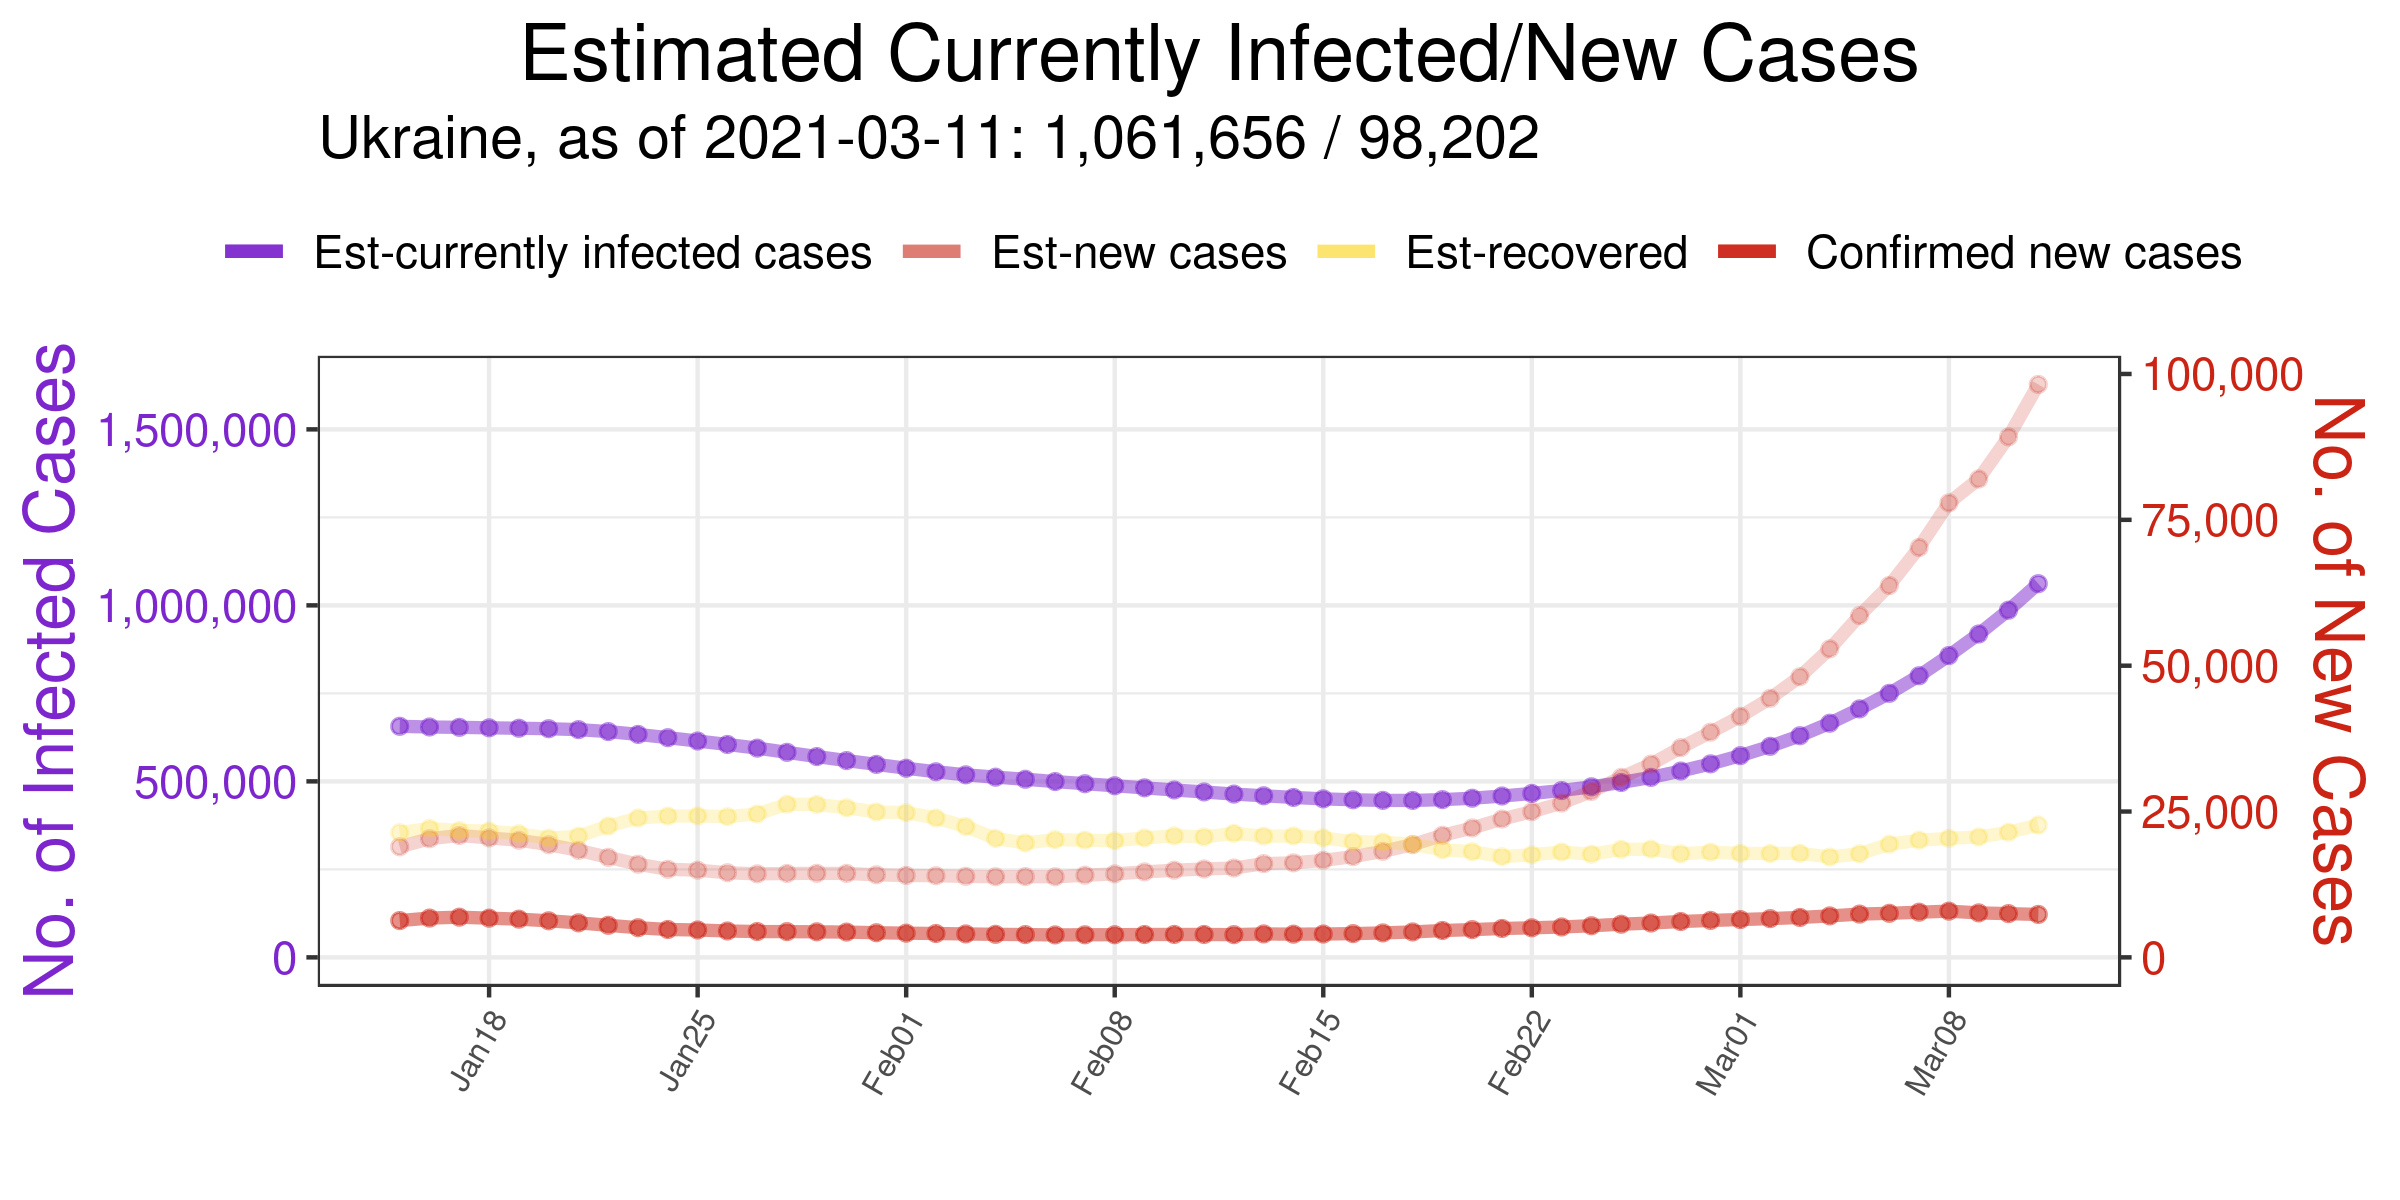 Estimated Currently Infected/New Cases
Ukraine, as of 2021-03-11: 1,061,656 / 98,202
Est-currently infected cases Est-new cases Est-recovered Confirmed new cases
No. of Infected Cases
1,500,000
1,000,000
500,000
0
100,000
75,000
50,000
25,000
0
No. of New Cases
Jan18 Jan25 Feb01 Feb08 Feb15 Feb22 Mar01 Mar08